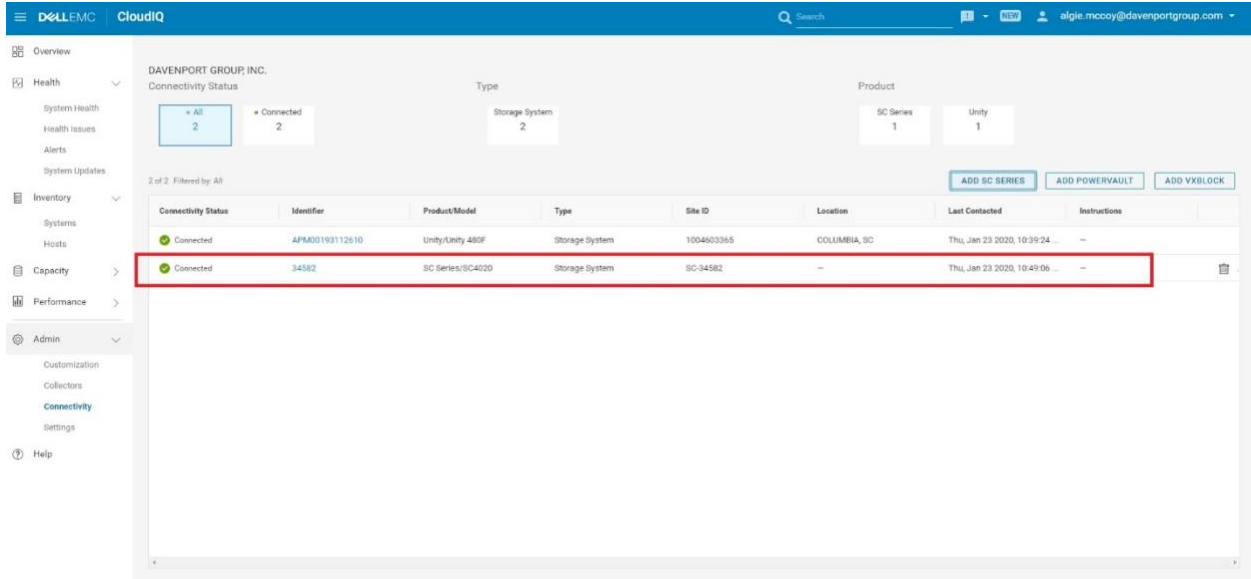 DELLEMC CloudIQ Search NEW algie.mccoy@davenportgroup.com
Overview
Health
System Health
Health Issues
Alerts
System Updates
Inventory
Systems
Hosts
Capacity
Performance
Admin
Customization
Collectors
Connectivity
Settings
Help
DAVENPORT GROUP, INC.
Connectivity Status Type Product
All Connected Storage System SC Series Unity
2 2 2 1 1
2 of 2 Filtered by: All ADD SC SERIES ADD POWERVAULT ADD VXBLOCK
Connectivity Status Identifier Product/Model Type Site ID Location Last Contacted Instructions
Connected APM00193112610 Unity/Unity 480F Storage System 1004603365 COLUMBIA, SC Thu, Jan 23 2020, 10:39:24 ... --
Connected 34582 SC Series/SC4020 Storage System SC-34582 -- Thu, Jan 23 2020, 10:49:06 ... --